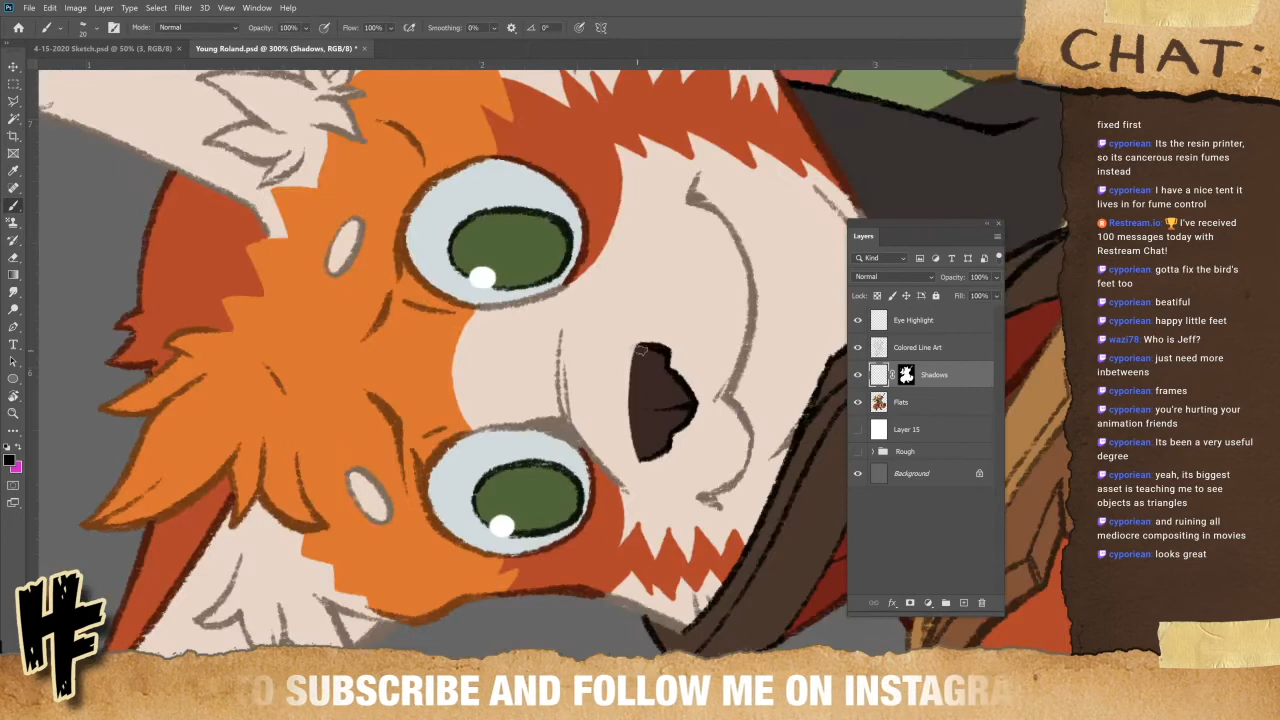 File Edit Image Layer Type Select Filter 3D View Window Help
20 Mode: Normal Opacity: 100% Flow: 100% Smoothing: 0% 0°
4-15-2020 Sketch.psd @ 50% (3, RGB/8) × Young Roland.psd @ 300% (Shadows, RGB/8) * ×
1 2 3
7
6
Layers
Kind
Normal Opacity: 100%
Lock: Fill: 100%
Eye Highlight
Colored Line Art
Shadows
Flats
Layer 15
Rough
Background
fx
CHAT:
fixed first
cyporiean: Its the resin printer,
so its cancerous resin fumes
instead
cyporiean: I have a nice tent it
lives in for fume control
Restream.io: 🏆 I've received
100 messages today with
Restream Chat!
cyporiean: gotta fix the bird's
feet too
cyporiean: beatiful
cyporiean: happy little feet
wazi78: Who is Jeff?
cyporiean: just need more
inbetweens
cyporiean: frames
cyporiean: you're hurting your
animation friends
cyporiean: Its been a very useful
degree
cyporiean: yeah, its biggest
asset is teaching me to see
objects as triangles
cyporiean: and ruining all
mediocre compositing in movies
cyporiean: looks great
HF
TO SUBSCRIBE AND FOLLOW ME ON INSTAGRA